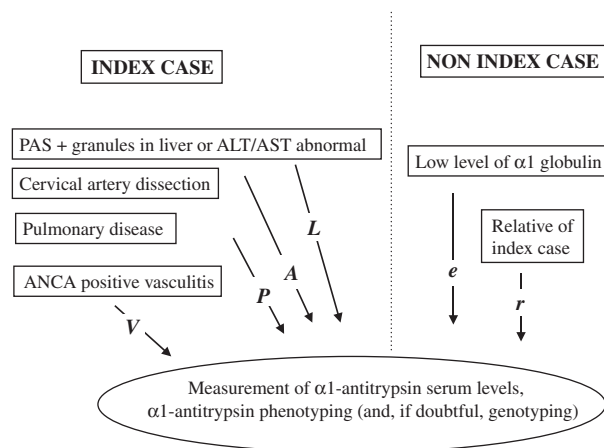 INDEX CASE
NON INDEX CASE
PAS + granules in liver or ALT/AST abnormal
Cervical artery dissection
Pulmonary disease
ANCA positive vasculitis
Low level of α1 globulin
Relative of
index case
L
A
P
V
e
r
Measurement of α1-antitrypsin serum levels,
α1-antitrypsin phenotyping (and, if doubtful, genotyping)